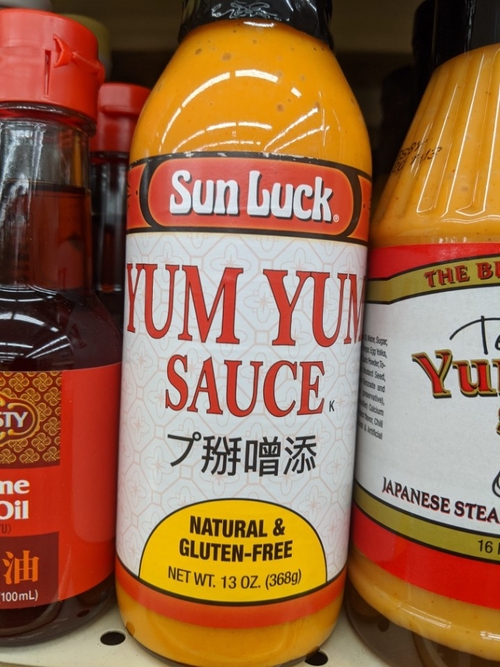 Sun Luck®
YUM YUM
SAUCE K
プ掰噌添
NATURAL &
GLUTEN-FREE
NET WT. 13 OZ. (368g)
STY
me
Oil
油
100mL)
THE B
Yu
JAPANESE STEA
16